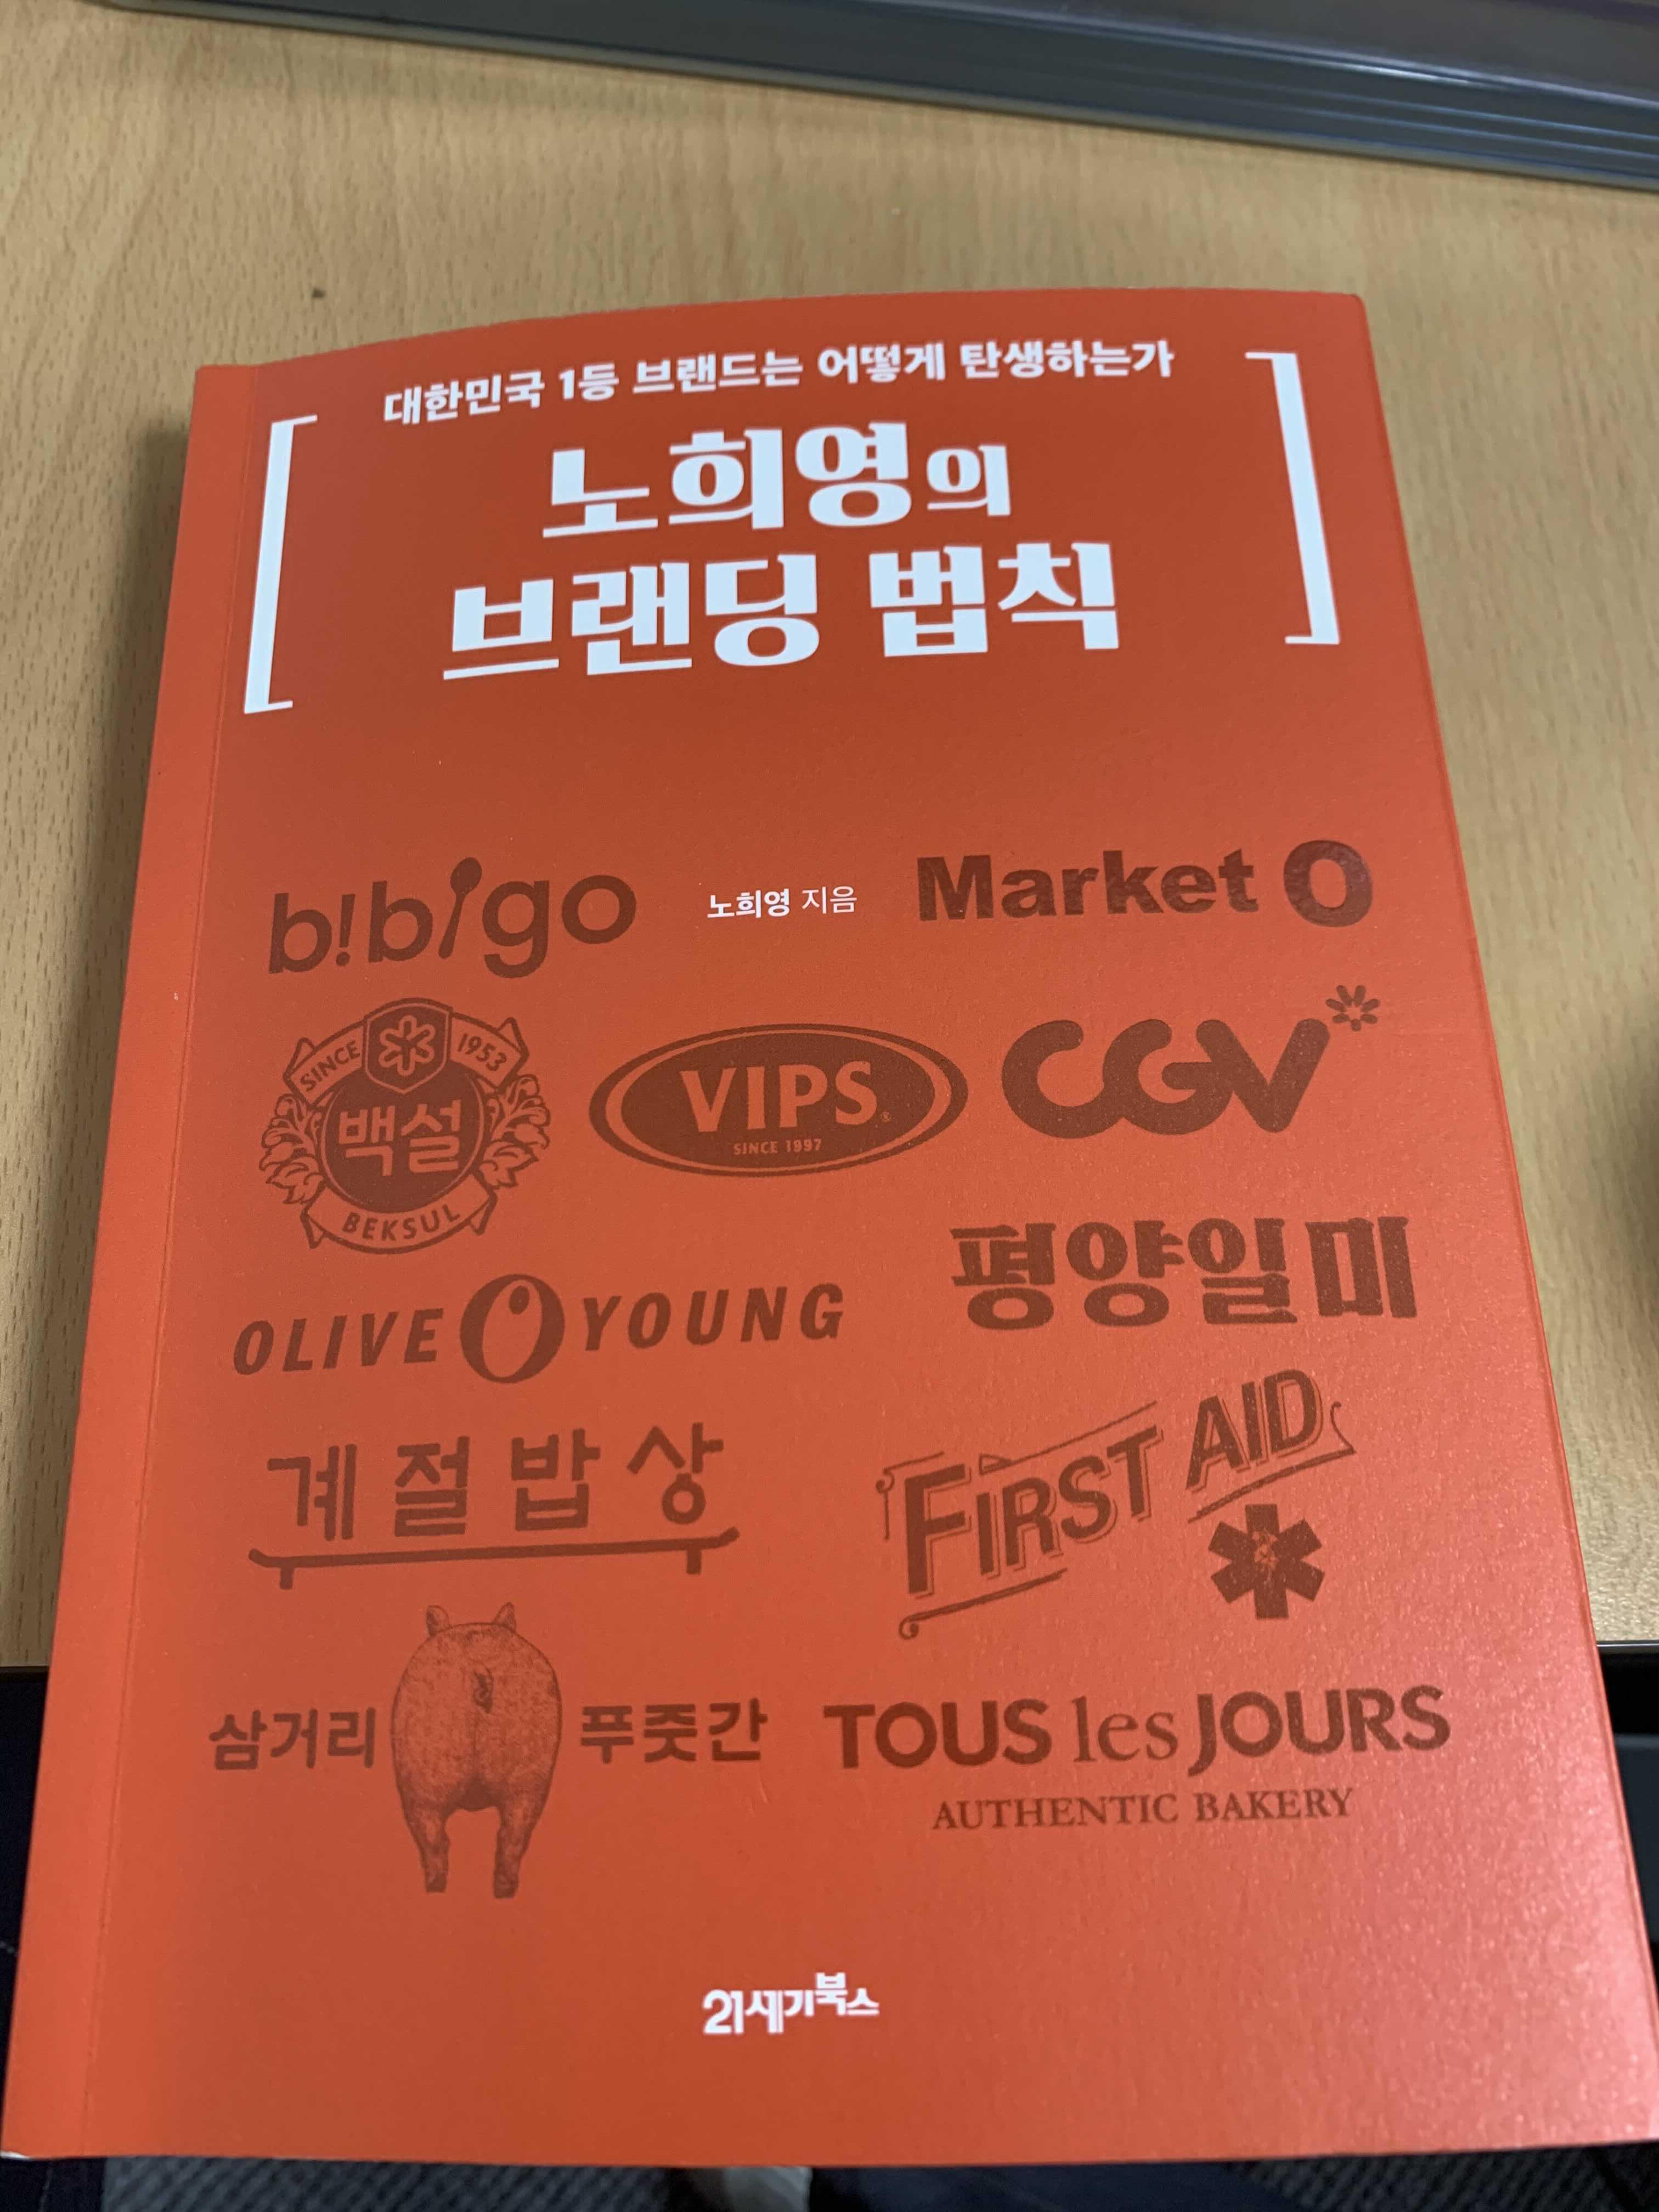 대한민국 1등 브랜드는 어떻게 탄생하는가
노희영의
브랜딩 법칙
b!bigo
노희영 지음
Market O
SINCE 1953
백설
BEKSUL
VIPS
SINCE 1997
CGV
OLIVE O YOUNG
평양일미
계절밥상
FIRST AID
삼거리 푸줏간
TOUS les JOURS
AUTHENTIC BAKERY
21세기북스